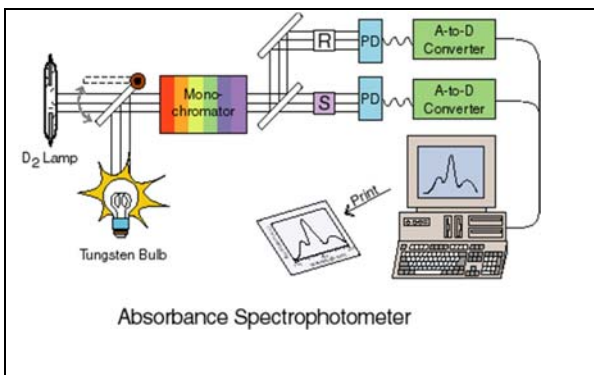 R
PD
A-to-D
Converter
Mono-
chromator
S
PD
A-to-D
Converter
D2 Lamp
Tungsten Bulb
Print
Absorbance Spectrophotometer